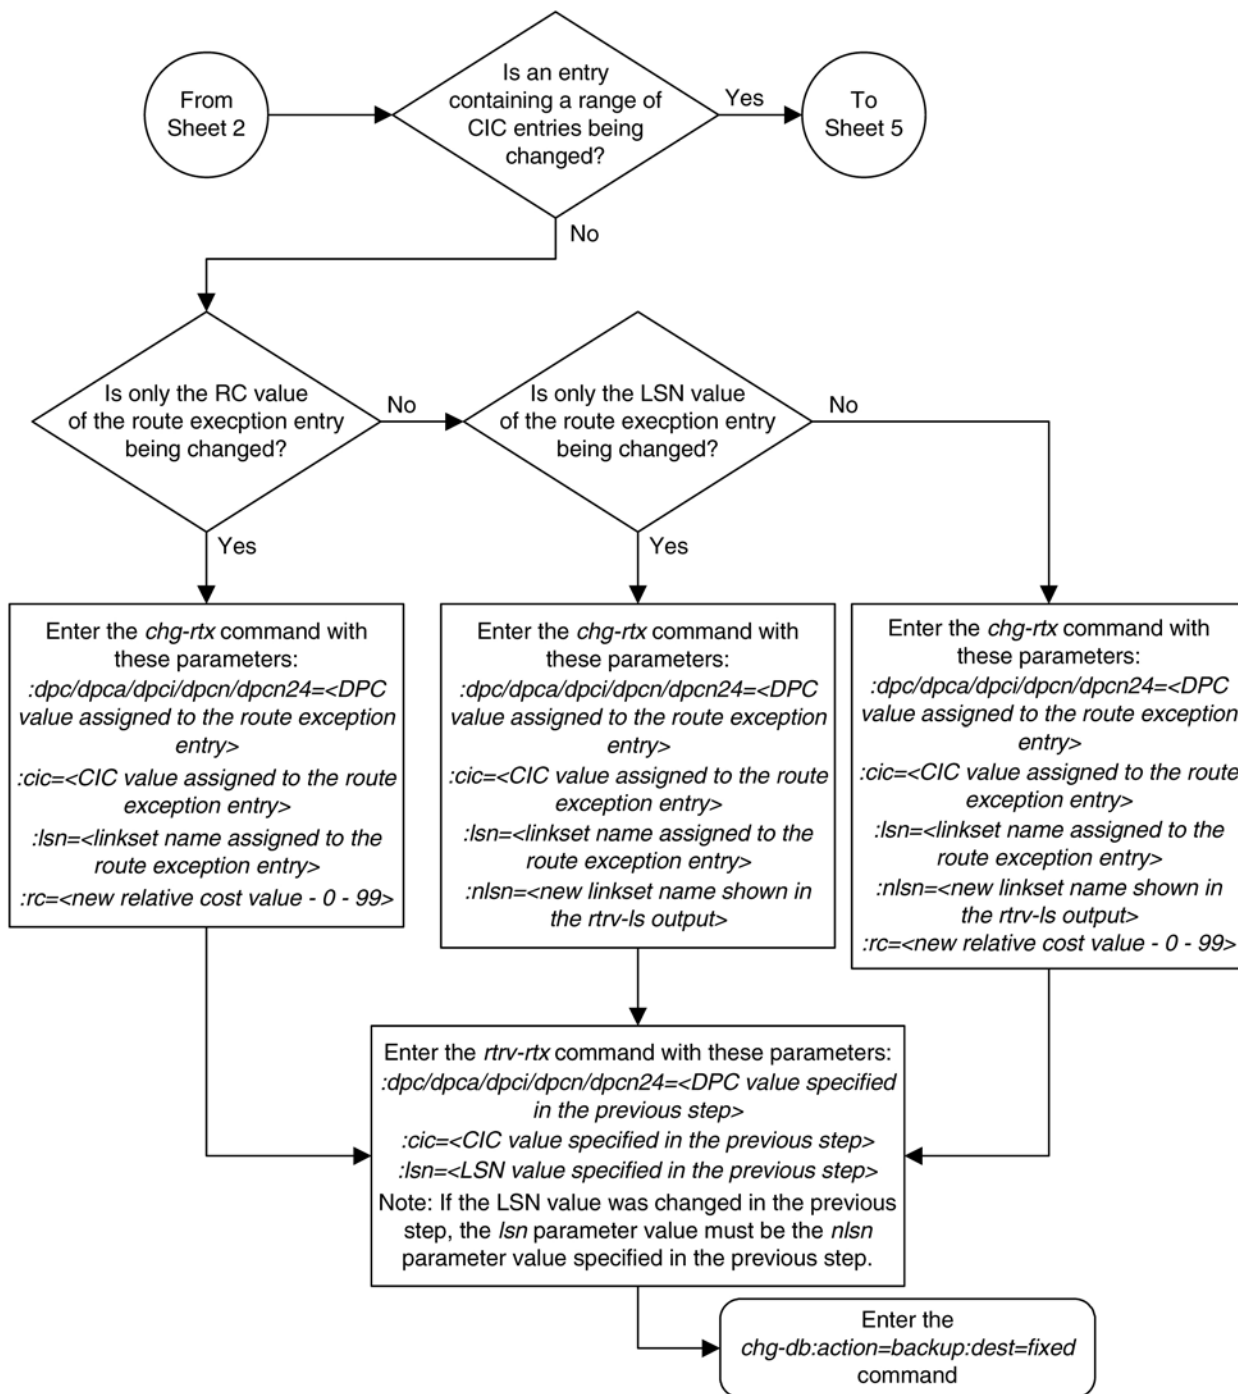 From
Sheet 2
Is an entry
containing a range of
CIC entries being
changed?
Yes
To
Sheet 5
No
Is only the RC value
of the route execption entry
being changed?
No
Is only the LSN value
of the route execption entry
being changed?
No
Yes
Yes
Enter the chg-rtx command with
these parameters:
:dpc/dpca/dpci/dpcn/dpcn24=<DPC
value assigned to the route exception
entry>
:cic=<CIC value assigned to the route
exception entry>
:lsn=<linkset name assigned to the
route exception entry>
:rc=<new relative cost value - 0 - 99>
Enter the chg-rtx command with
these parameters:
:dpc/dpca/dpci/dpcn/dpcn24=<DPC
value assigned to the route exception
entry>
:cic=<CIC value assigned to the route
exception entry>
:lsn=<linkset name assigned to the
route exception entry>
:nlsn=<new linkset name shown in
the rtrv-ls output>
Enter the chg-rtx command with
these parameters:
:dpc/dpca/dpci/dpcn/dpcn24=<DPC
value assigned to the route exception
entry>
:cic=<CIC value assigned to the route
exception entry>
:lsn=<linkset name assigned to the
route exception entry>
:nlsn=<new linkset name shown in
the rtrv-ls output>
:rc=<new relative cost value - 0 - 99>
Enter the rtrv-rtx command with these parameters:
:dpc/dpca/dpci/dpcn/dpcn24=<DPC value specified
in the previous step>
:cic=<CIC value specified in the previous step>
:lsn=<LSN value specified in the previous step>
Note: If the LSN value was changed in the previous
step, the lsn parameter value must be the nlsn
parameter value specified in the previous step.
Enter the
chg-db:action=backup:dest=fixed
command